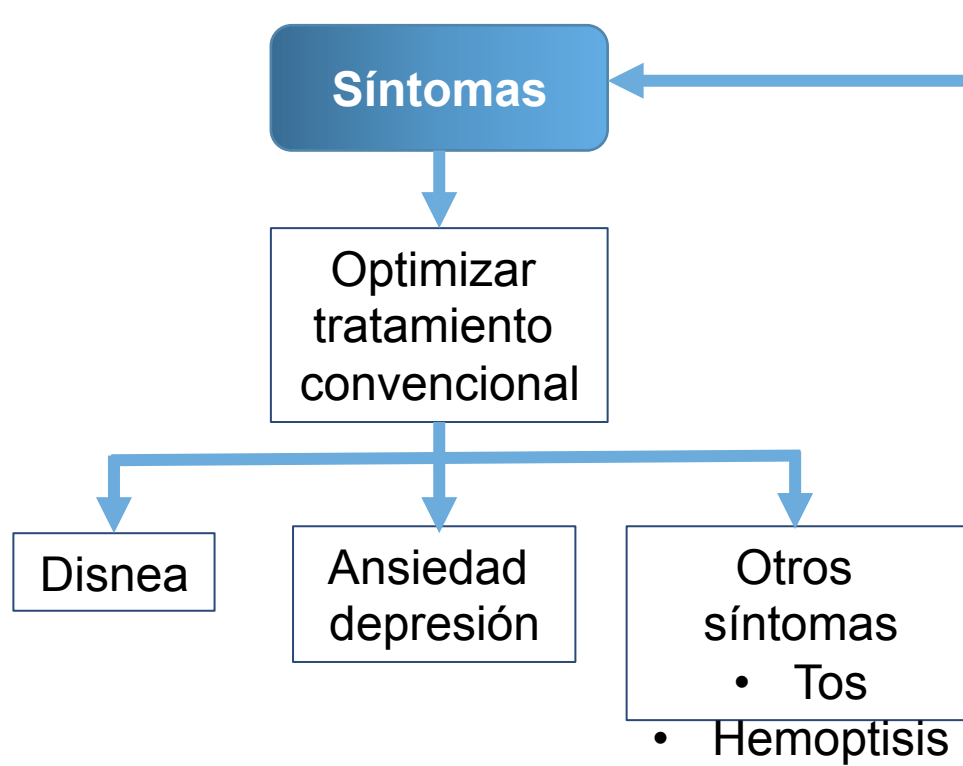 Síntomas
Optimizar
tratamiento
convencional
Disnea
Ansiedad
depresión
Otros
síntomas
• Tos
• Hemoptisis